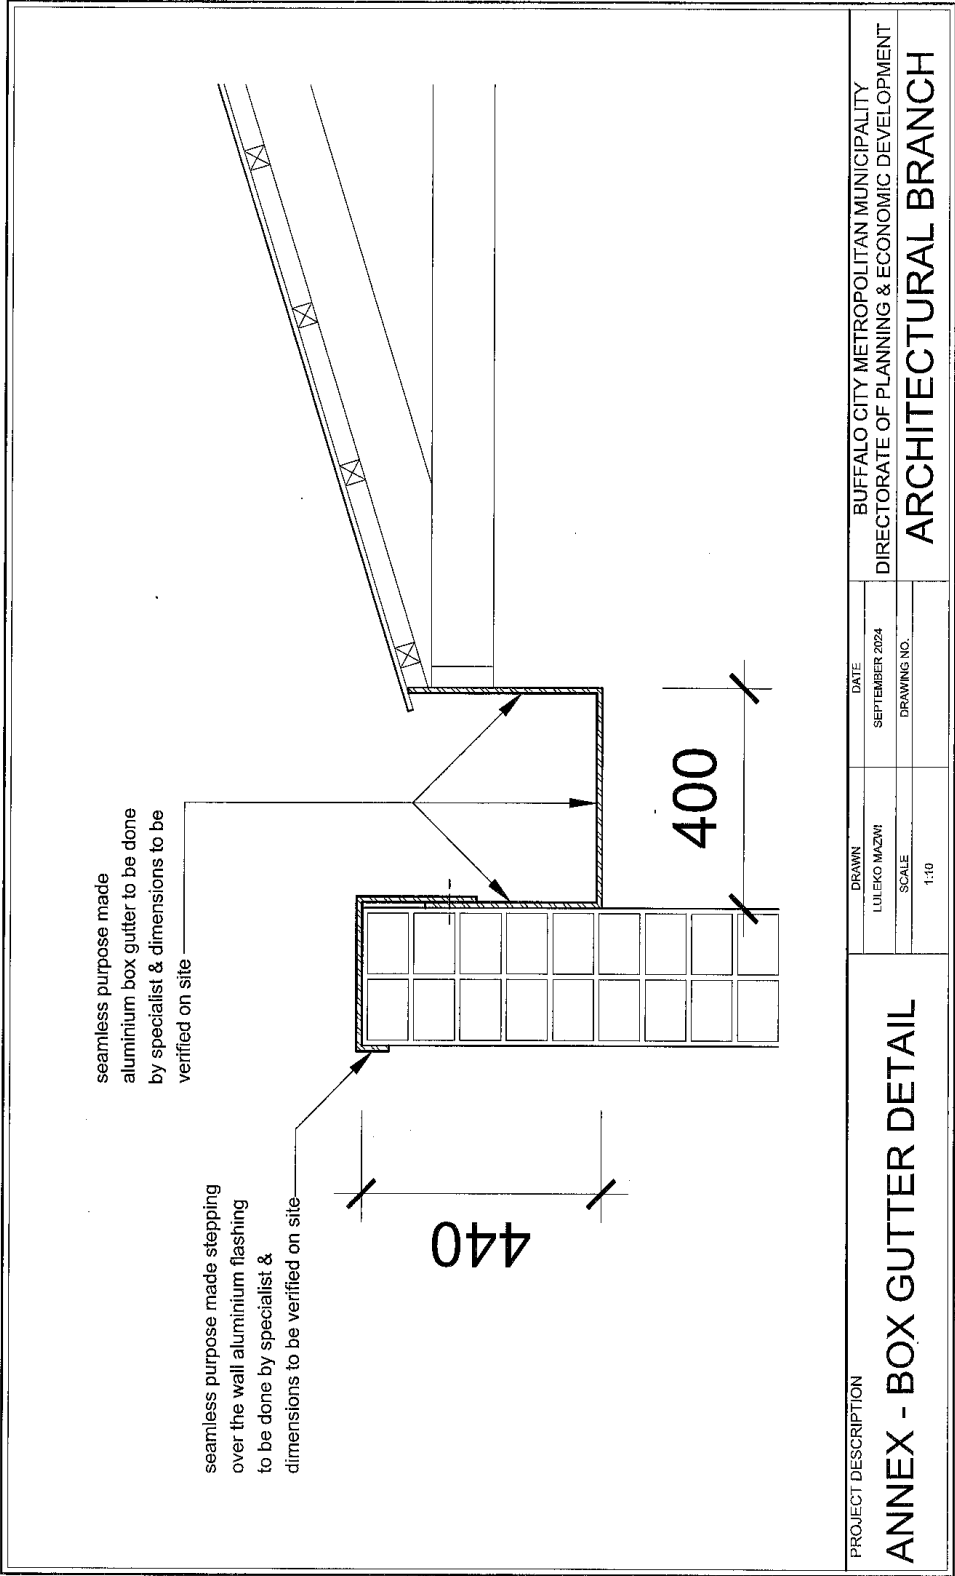 seamless purpose made
aluminium box gutter to be done
by specialist & dimensions to be
verified on site
seamless purpose made stepping
over the wall aluminium flashing
to be done by specialist &
dimensions to be verified on site
440
400
PROJECT DESCRIPTION
ANNEX - BOX GUTTER DETAIL
DRAWN
LULEKO MAZWI
SCALE
1:10
DATE
SEPTEMBER 2024
DRAWING NO.
BUFFALO CITY METROPOLITAN MUNICIPALITY
DIRECTORATE OF PLANNING & ECONOMIC DEVELOPMENT
ARCHITECTURAL BRANCH